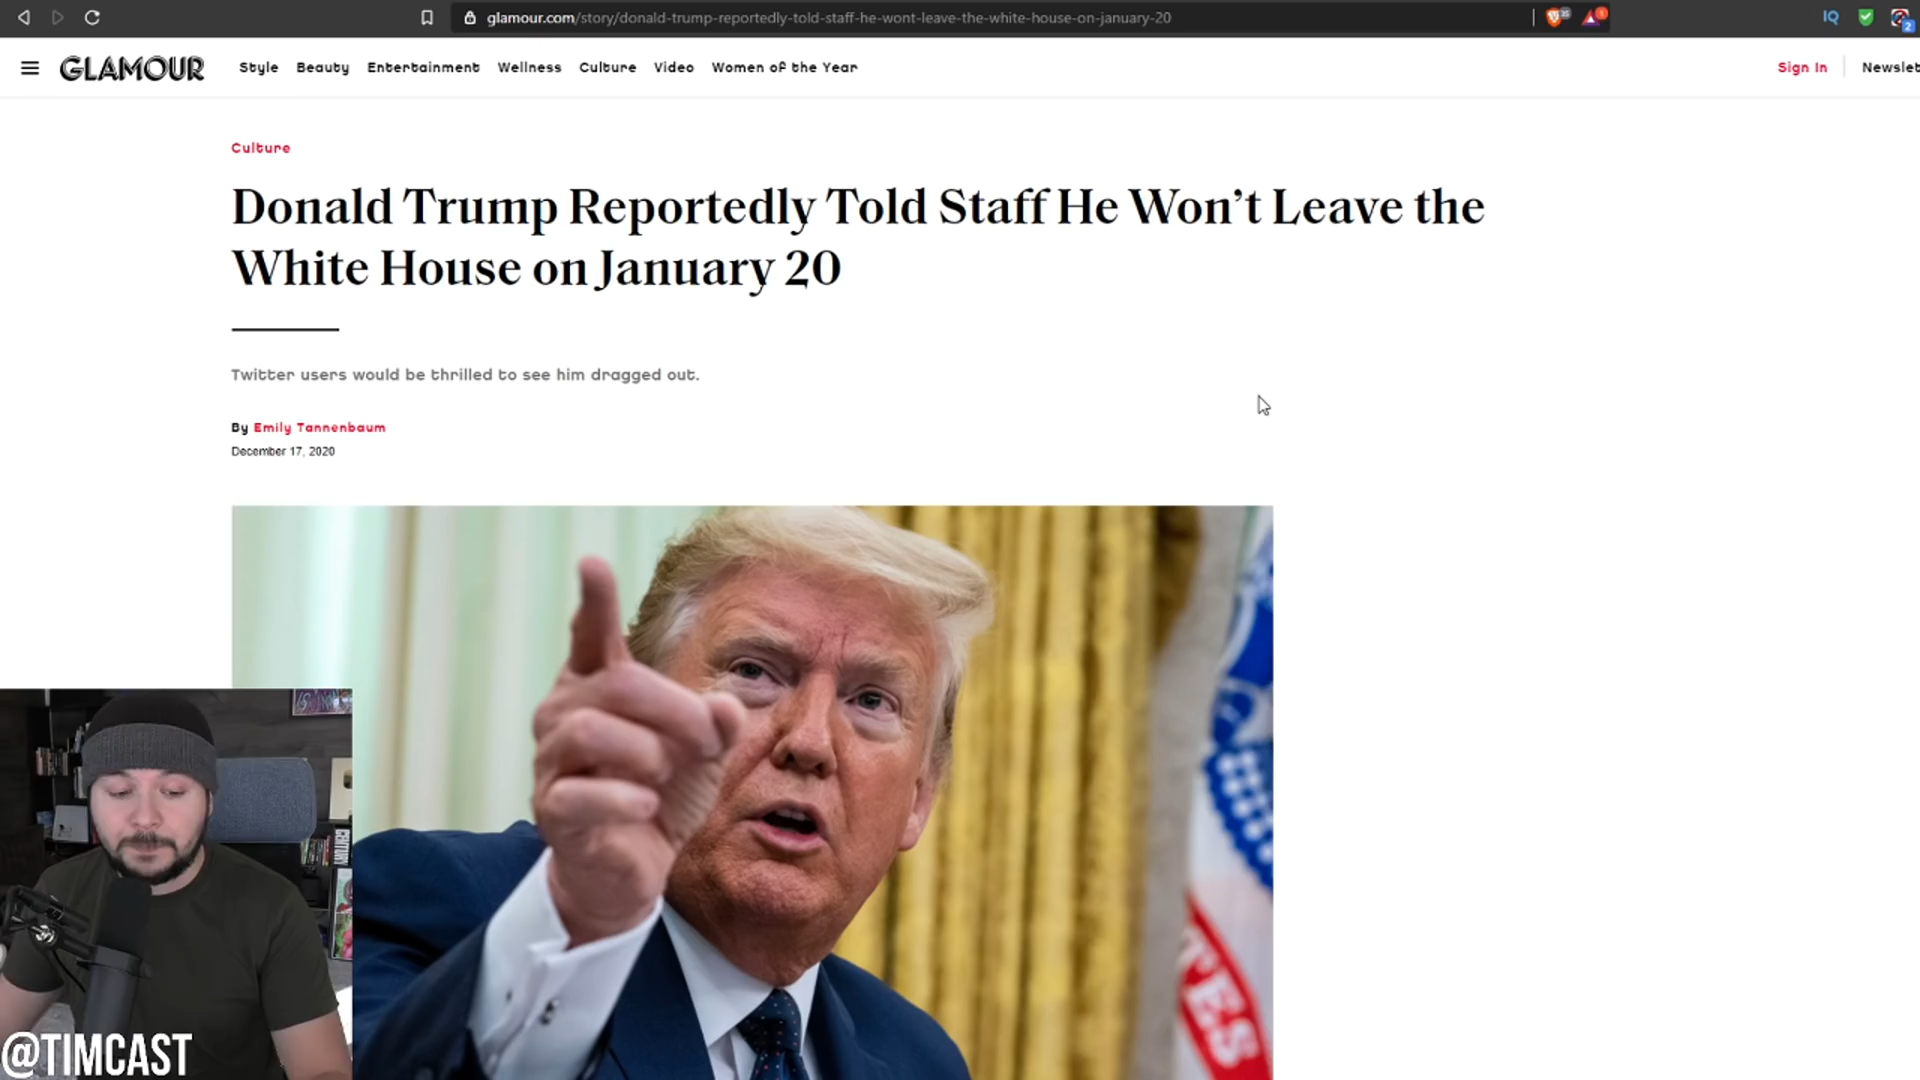 glamour.com/story/donald-trump-reportedly-told-staff-he-wont-leave-the-white-house-on-january-20
IQ
2
GLAMOUR
Style Beauty Entertainment Wellness Culture Video Women of the Year
Sign In
Newslet
Culture
Donald Trump Reportedly Told Staff He Won’t Leave the
White House on January 20
Twitter users would be thrilled to see him dragged out.
By Emily Tannenbaum
December 17, 2020
TES
@TIMCAST